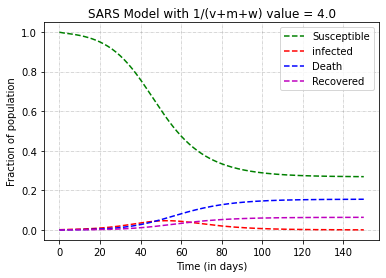 SARS Model with 1/(v+m+w) value = 4.0
Susceptible
infected
Death
Recovered
Fraction of population
1.0
0.8
0.6
0.4
0.2
0.0
0 20 40 60 80 100 120 140
Time (in days)